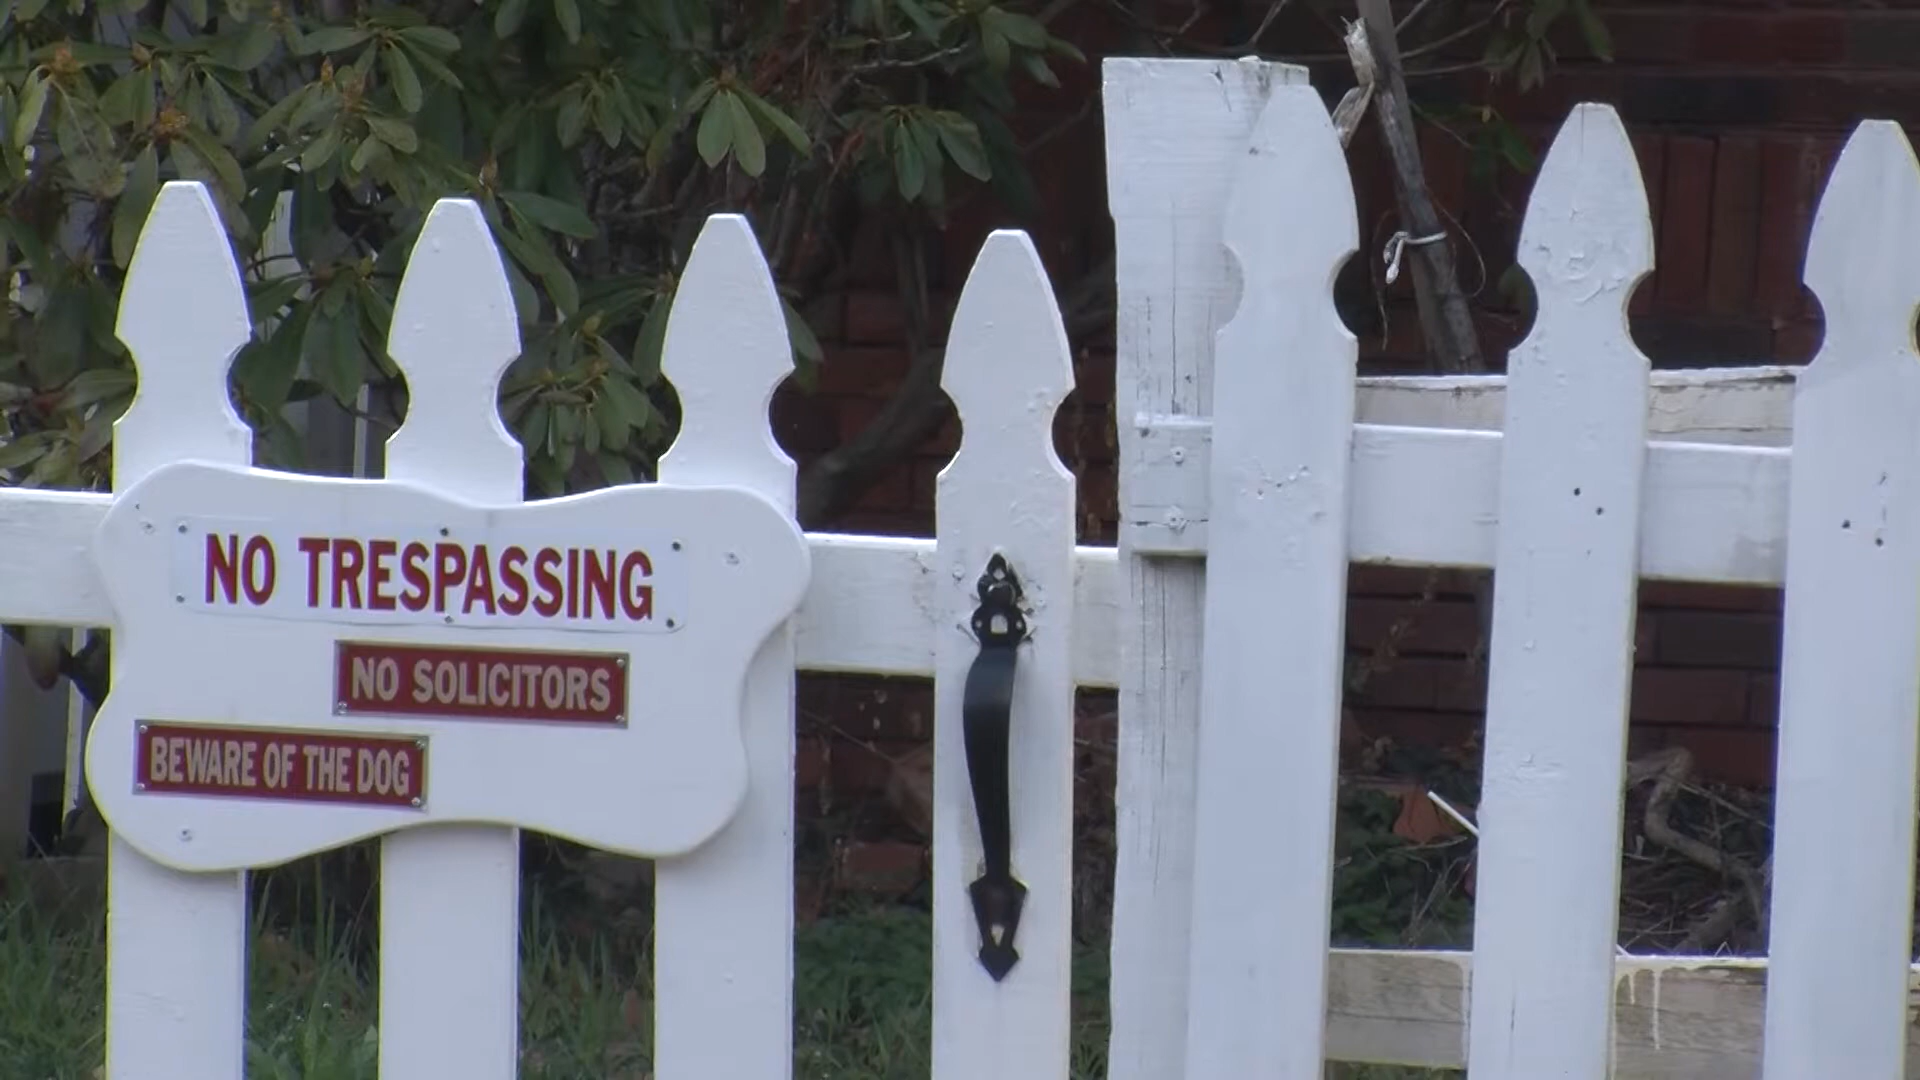 NO TRESPASSING
NO SOLICITORS
BEWARE OF THE DOG